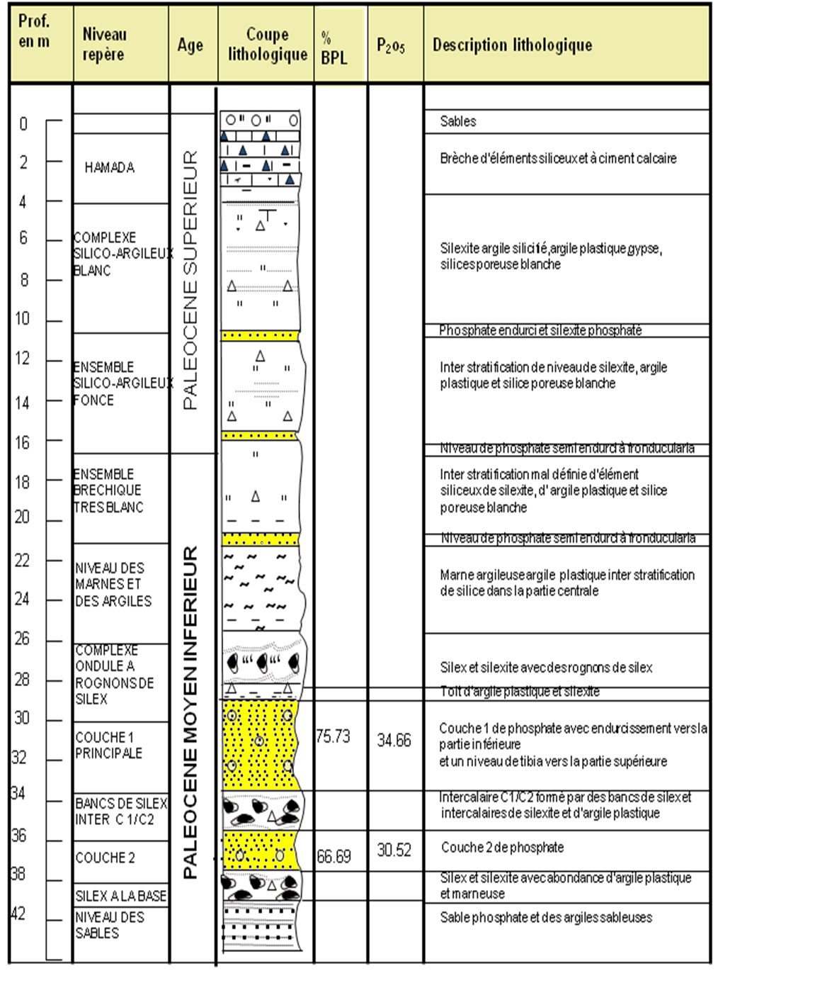 Prof.
en m
Niveau
repère
Age
Coupe
lithologique
%
BPL
P₂o₅
Description lithologique
0
2
4
6
8
10
12
14
16
18
20
22
24
26
28
30
32
34
36
38
42
HAMADA
COMPLEXE
SILICO-ARGILEUX
BLANC
ENSEMBLE
SILICO-ARGILEUX
FONCE
ENSEMBLE
BRECHIQUE
TRES BLANC
NIVEAU DES
MARNES ET
DES ARGILES
COMPLEXE
ONDULE A
ROGNONS DE
SILEX
COUCHE 1
PRINCIPALE
BANCS DE SILEX
INTER C 1/C2
COUCHE 2
SILEX A LA BASE
NIVEAU DES
SABLES
PALEOCENE SUPERIEUR
PALEOCENE MOYEN INFERIEUR
75.73
66.69
34.66
30.52
Sables
Brèche d'éléments siliceux et à ciment calcaire
Silexite argile silicifié,argile plastique gypse,
silices poreuse blanche
Phosphate endurci et silexite phosphaté
Inter stratification de niveau de silexite, argile
plastique et silice poreuse blanche
Niveau de phosphate semi endurci à fronducularia
Inter stratification mal définie d'élément
siliceux de silexite, d' argile plastique et silice
poreuse blanche
Niveau de phosphate semi endurci à fronducularia
Marne argileuse argile plastique inter stratification
de silice dans la partie centrale
Silex et silexite avec des rognons de silex
Toit d'argile plastique et silexite
Couche 1 de phosphate avec endurcissement vers la
partie inférieure
et un niveau de tibia vers la partie supérieure
Intercalaire C1/C2 formé par des bancs de silex et
intercalaires de silexite et d'argile plastique
Couche 2 de phosphate
Silex et silexite avec abondance d'argile plastique
et marneuse
Sable phosphate et des argiles sableuses